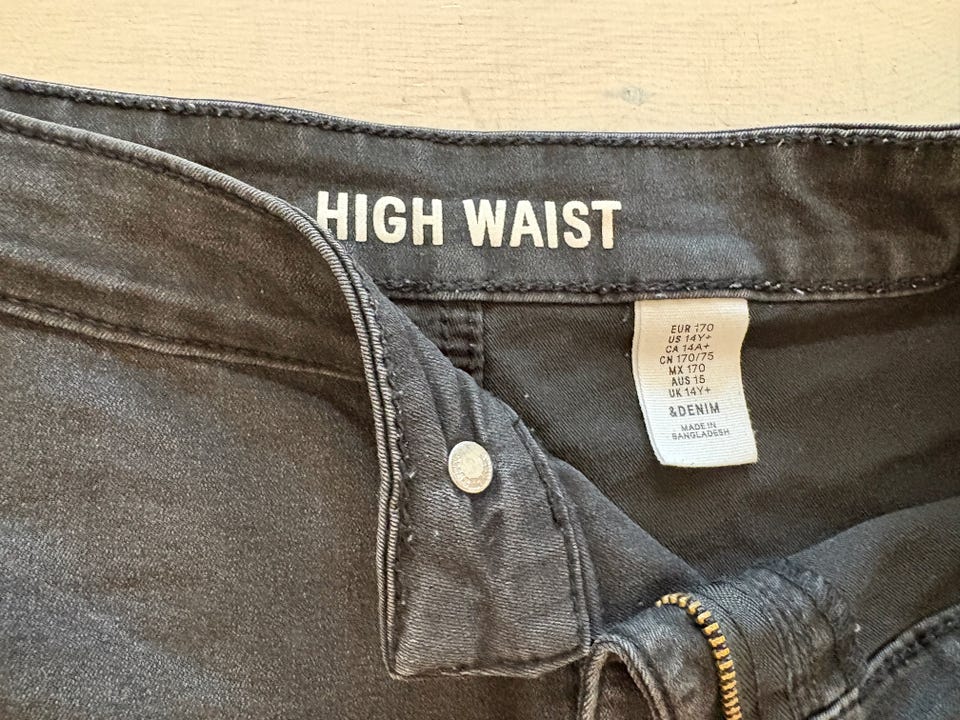 HIGH WAIST
EUR 170
US 14Y+
CA 14A+
CN 170/75
MX 170
AUS 15
UK 14Y+
&DENIM
MADE IN
BANGLADESH